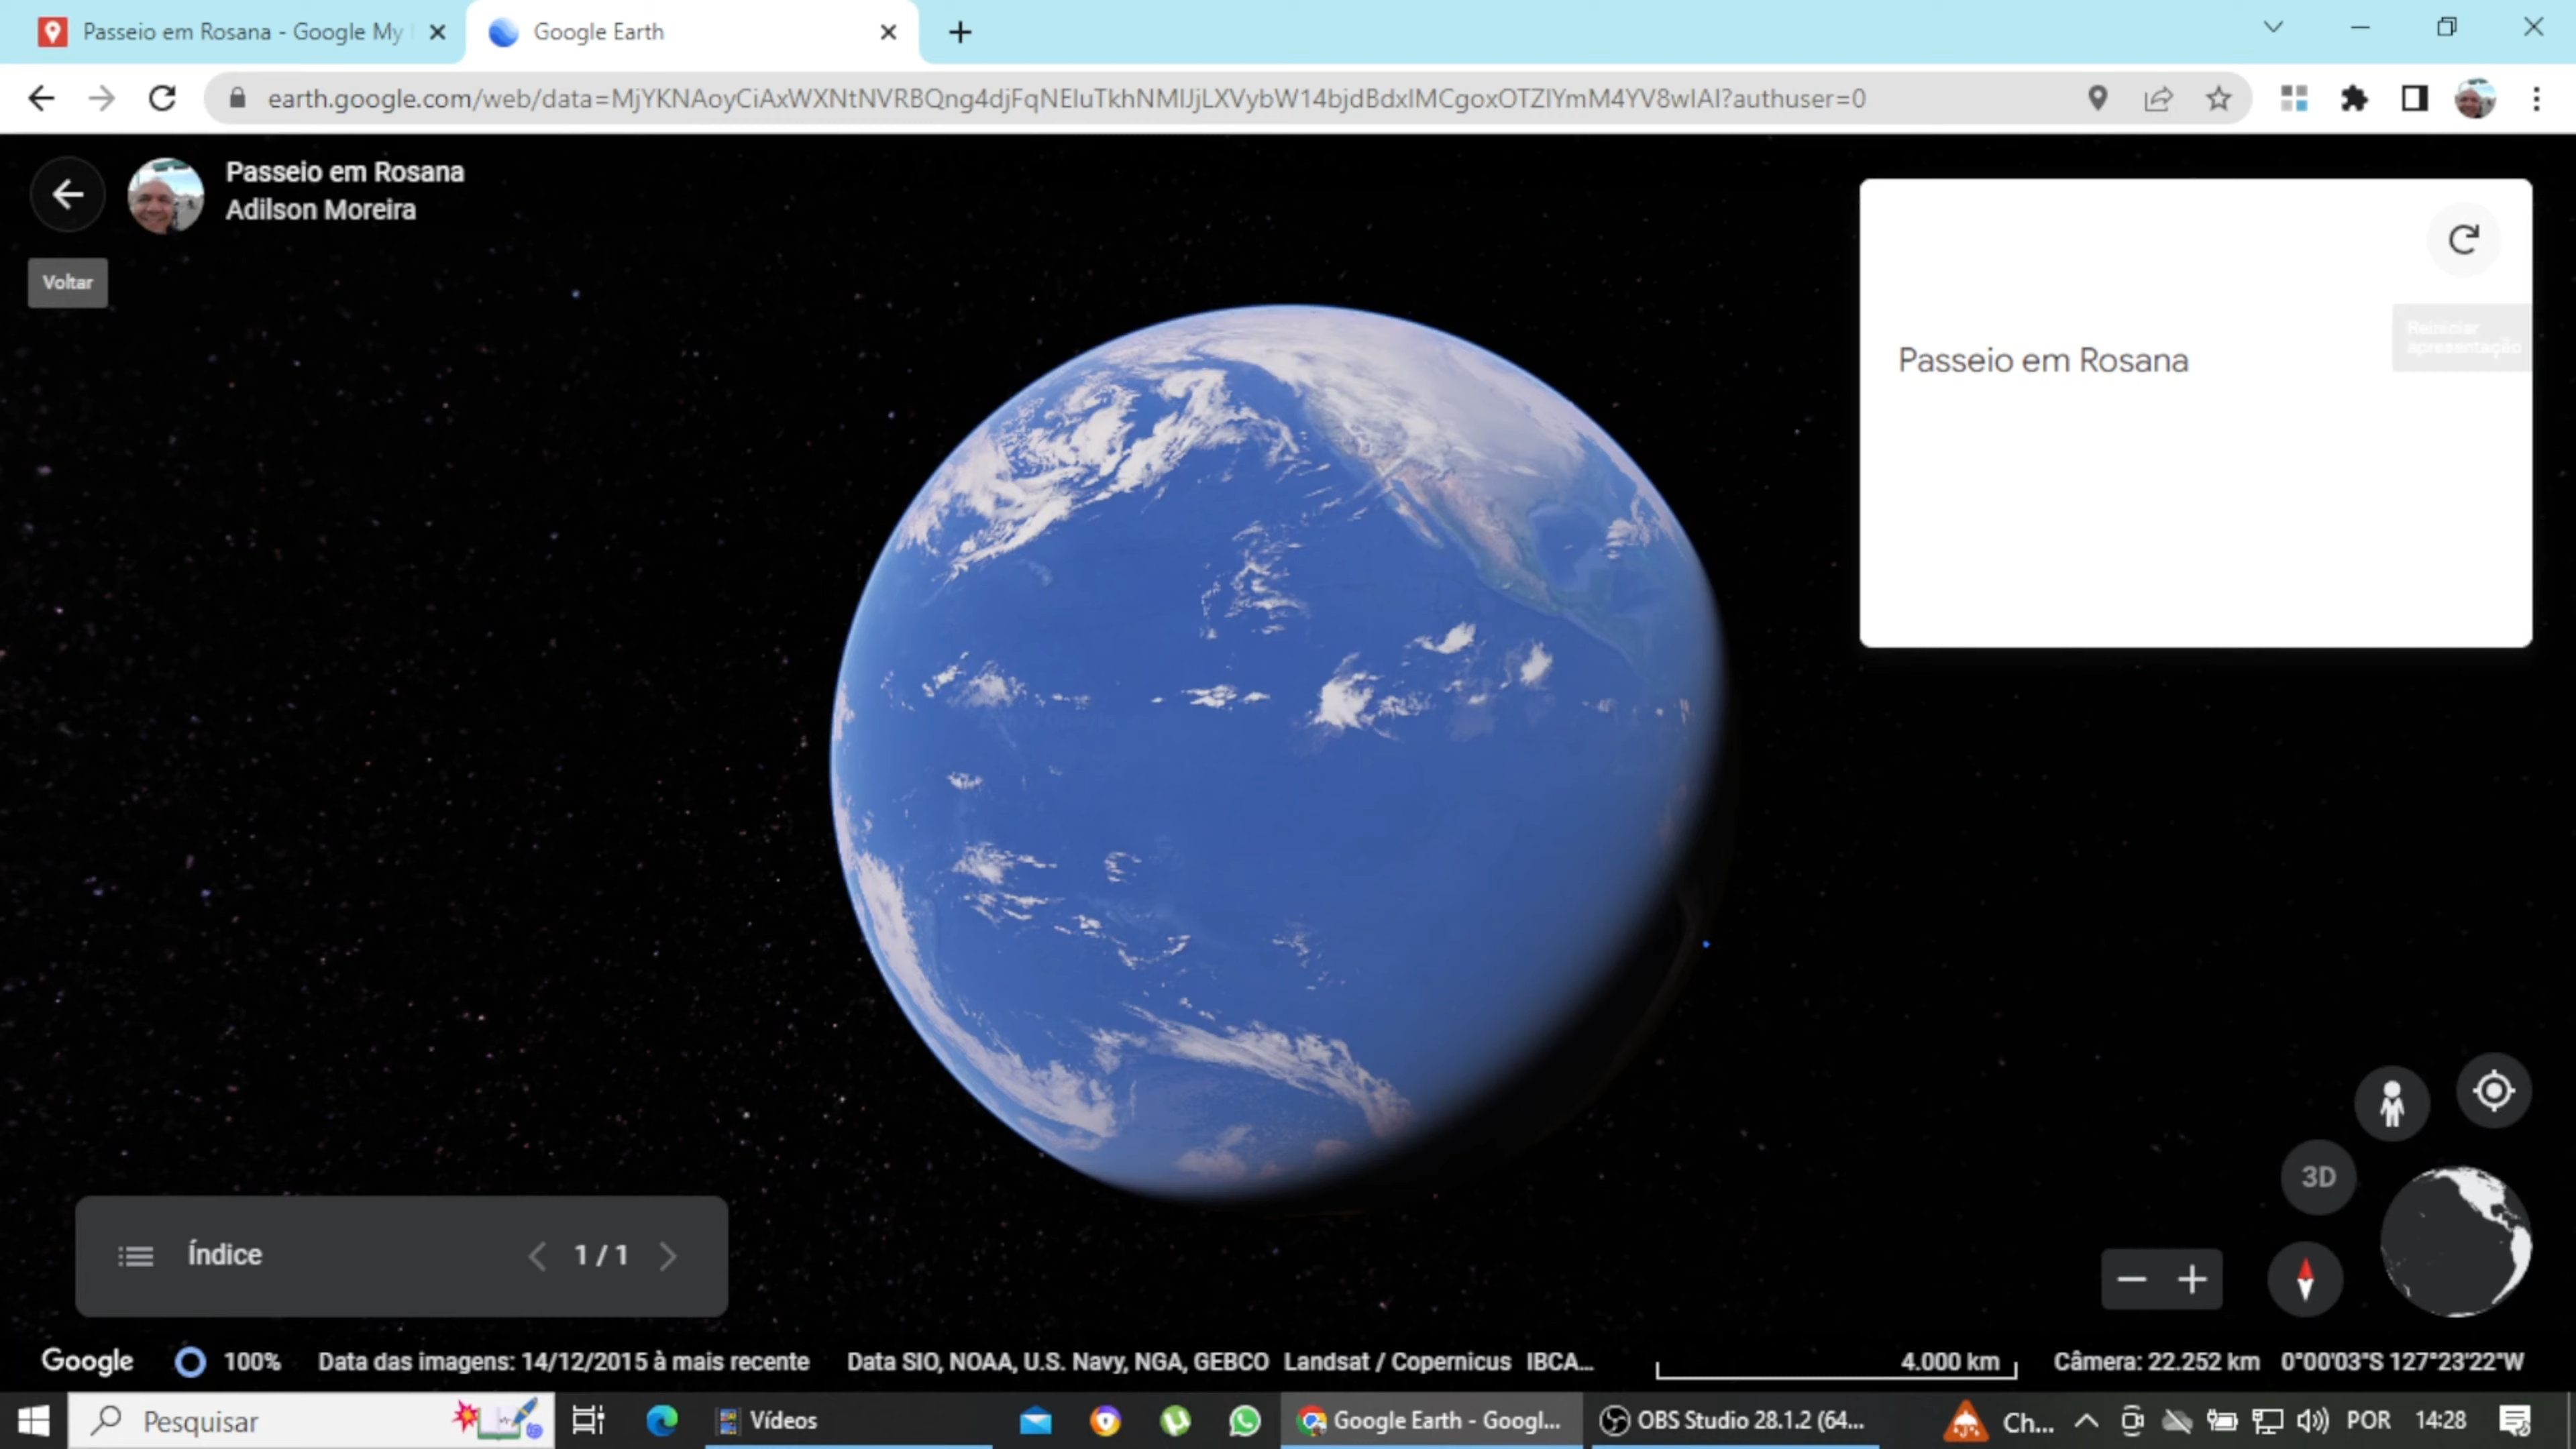 Passeio em Rosana - Google My
Google Earth
earth.google.com/web/data=MjYKNAoyCiAxWXNtNVRBQng4djFqNEluTkhNMlJjLXVybW14bjdBdxIMCgoxOTZlYmM4YV8wIAI?authuser=0
Passeio em Rosana
Adilson Moreira
Voltar
Reiniciar
apresentação
Passeio em Rosana
3D
Índice
1 / 1
Google 100% Data das imagens: 14/12/2015 à mais recente Data SIO, NOAA, U.S. Navy, NGA, GEBCO Landsat / Copernicus IBCA... 4.000 km Câmera: 22.252 km 0°00'03"S 127°23'22"W
Pesquisar Vídeos Google Earth - Googl... OBS Studio 28.1.2 (64... Ch... POR 14:28